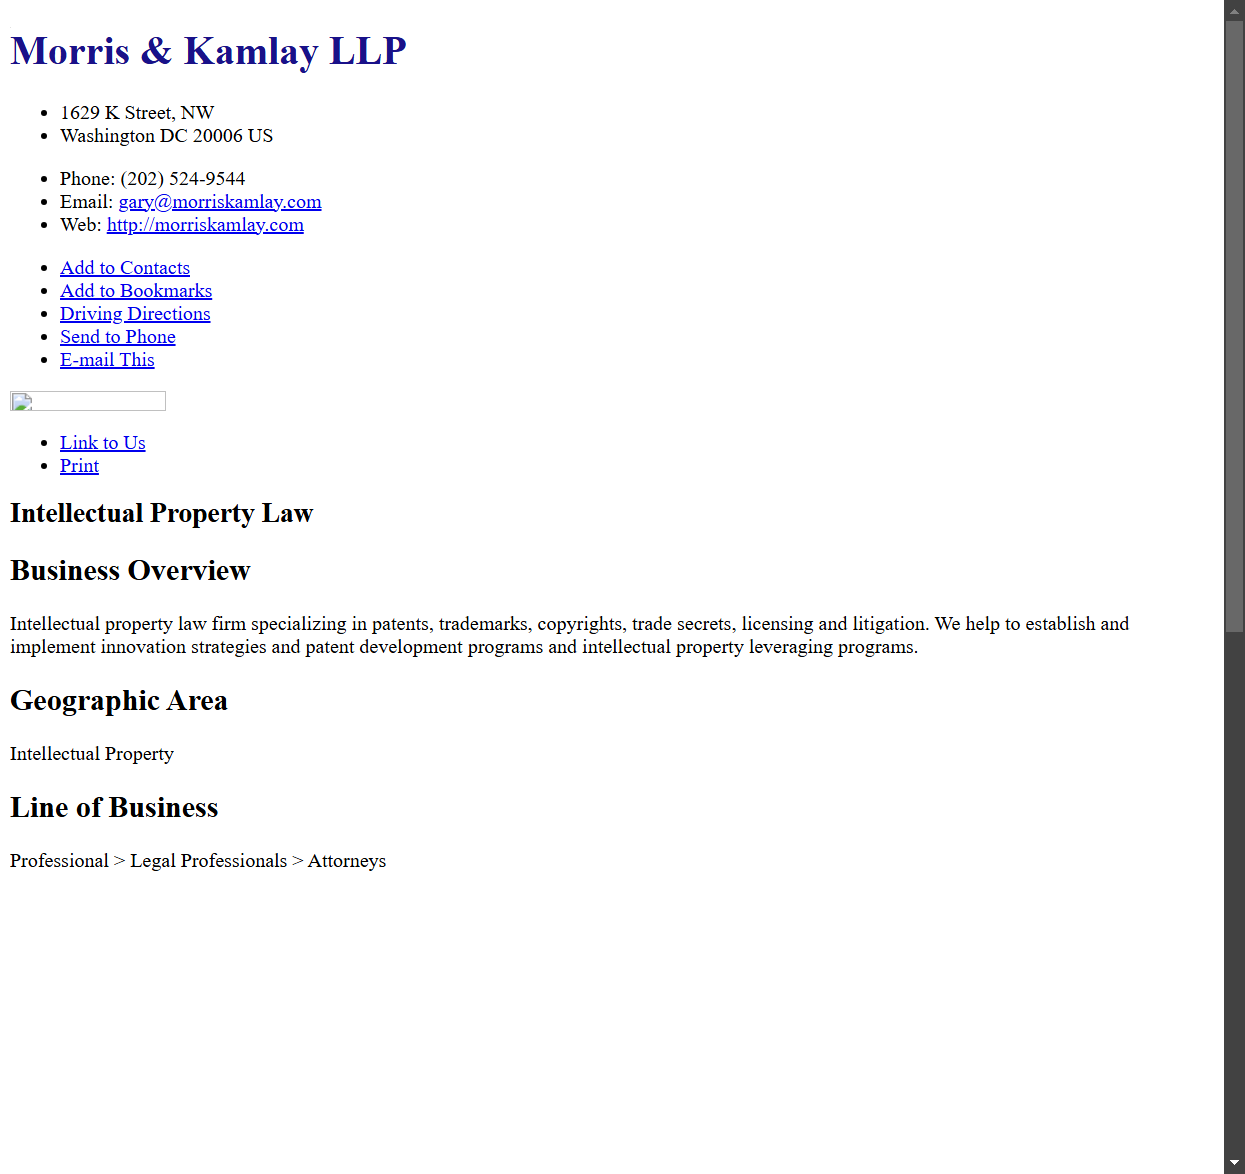 Morris & Kamlay LLP
1629 K Street, NW
Washington DC 20006 US
Phone: (202) 524-9544
Email: gary@morriskamlay.com
Web: http://morriskamlay.com
Add to Contacts
Add to Bookmarks
Driving Directions
Send to Phone
E-mail This
Link to Us
Print
Intellectual Property Law
Business Overview
Intellectual property law firm specializing in patents, trademarks, copyrights, trade secrets, licensing and litigation. We help to establish and
implement innovation strategies and patent development programs and intellectual property leveraging programs.
Geographic Area
Intellectual Property
Line of Business
Professional > Legal Professionals > Attorneys